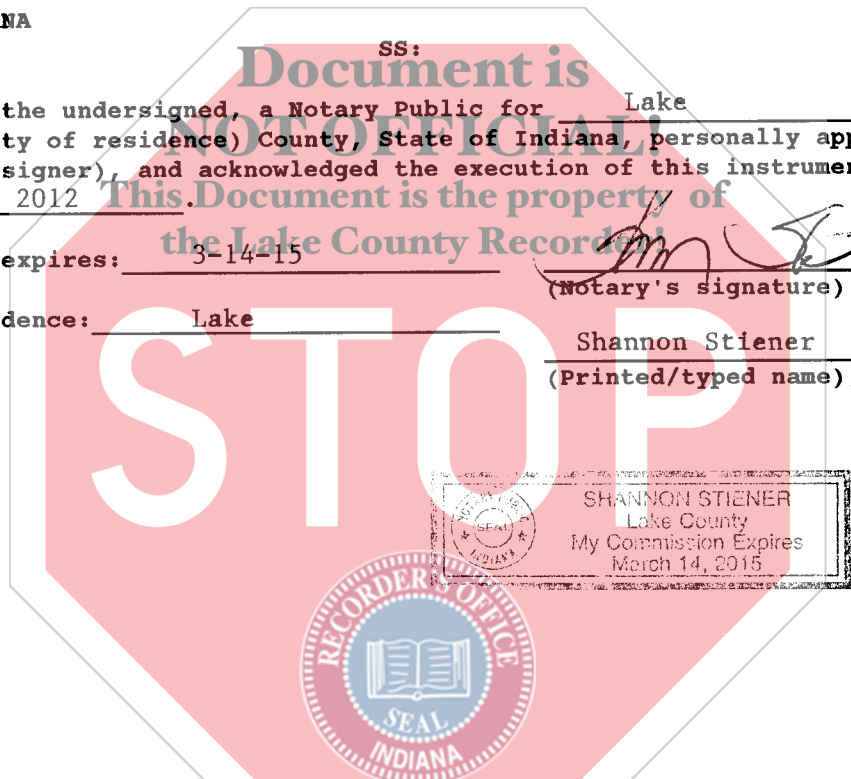 NA
SS:
Document is
the undersigned, a Notary Public for Lake
NOT OFFICIAL!
ty of residence) County, State of Indiana, personally app
signer), and acknowledged the execution of this instrumen
2012 .
This Document is the property of
the Lake County Recorder!
expires: 3-14-15
(Notary's signature)
dence: Lake
Shannon Stiener
(Printed/typed name)
STOP
NOTARY PUBLIC
SEAL
INDIANA
SHANNON STIENER
Lake County
My Commission Expires
March 14, 2015
RECORDER'S OFFICE
SEAL
INDIANA